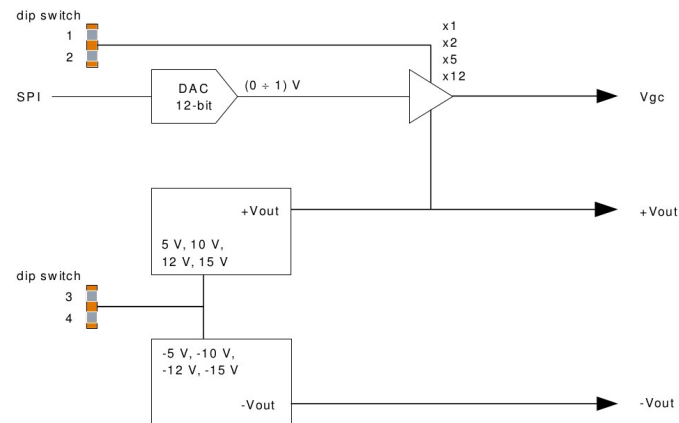 dip switch
1
2
x1
x2
x5
x12
SPI
DAC
12-bit
(0 ÷ 1) V
Vgc
+Vout
5 V, 10 V,
12 V, 15 V
+Vout
dip switch
3
4
-5 V, -10 V,
-12 V, -15 V
-Vout
-Vout